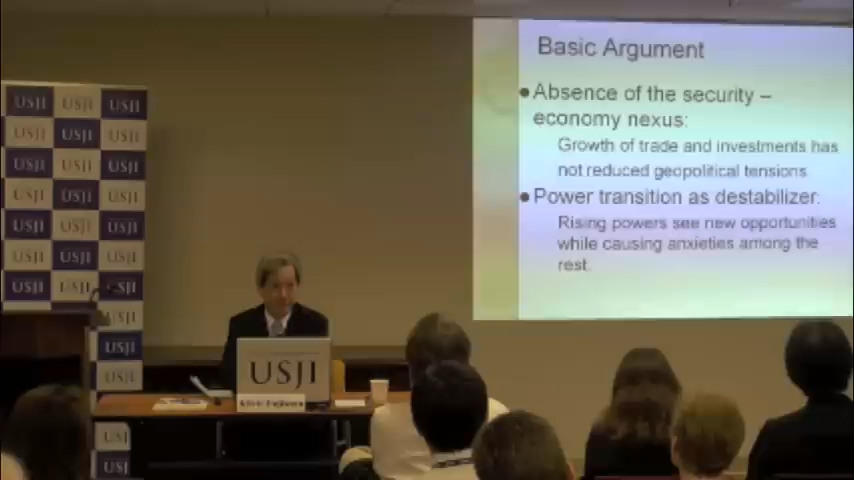 Basic Argument
● Absence of the security –
economy nexus:
Growth of trade and investments has
not reduced geopolitical tensions
● Power transition as destabilizer:
Rising powers see new opportunities
while causing anxieties among the
rest.
USJI USJI USJI
USJI USJI USJI
USJI USJI USJI
USJI USJI USJI
USJI USJI USJI
USJI USJI USJI
USJI USJI USJI
USJI
USJI
USJI
USJI
USJI
USJI